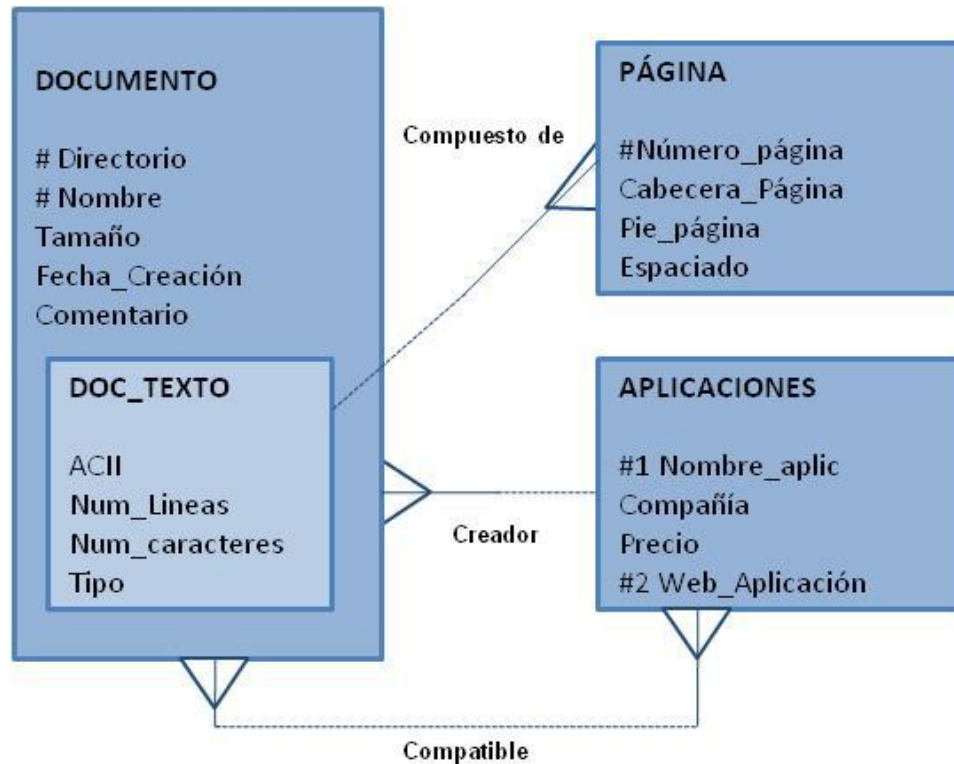 DOCUMENTO
# Directorio
# Nombre
Tamaño
Fecha_Creación
Comentario
DOC_TEXTO
ACII
Num_Lineas
Num_caracteres
Tipo
Compuesto de
PÁGINA
#Número_página
Cabecera_Página
Pie_página
Espaciado
Creador
APLICACIONES
#1 Nombre_aplic
Compañía
Precio
#2 Web_Aplicación
Compatible